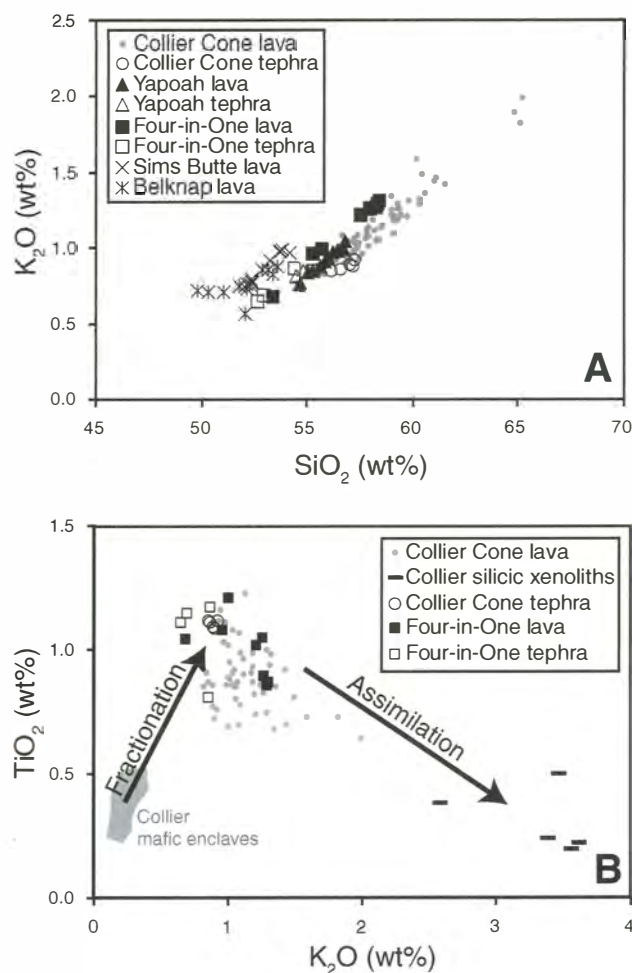 Collier Cone lava
Collier Cone tephra
Yapoah lava
Yapoah tephra
Four-in-One lava
Four-in-One tephra
Sims Butte lava
Belknap lava
2.5
2.0
1.5
1.0
0.5
0.0
K2O (wt%)
45 50 55 60 65 70
SiO2 (wt%)
A
1.5
1.0
0.5
0.0
TiO2 (wt%)
Collier Cone lava
Collier silicic xenoliths
Collier Cone tephra
Four-in-One lava
Four-in-One tephra
Fractionation
Assimilation
Collier
mafic enclaves
B
0 1 2 3 4
K2O (wt%)